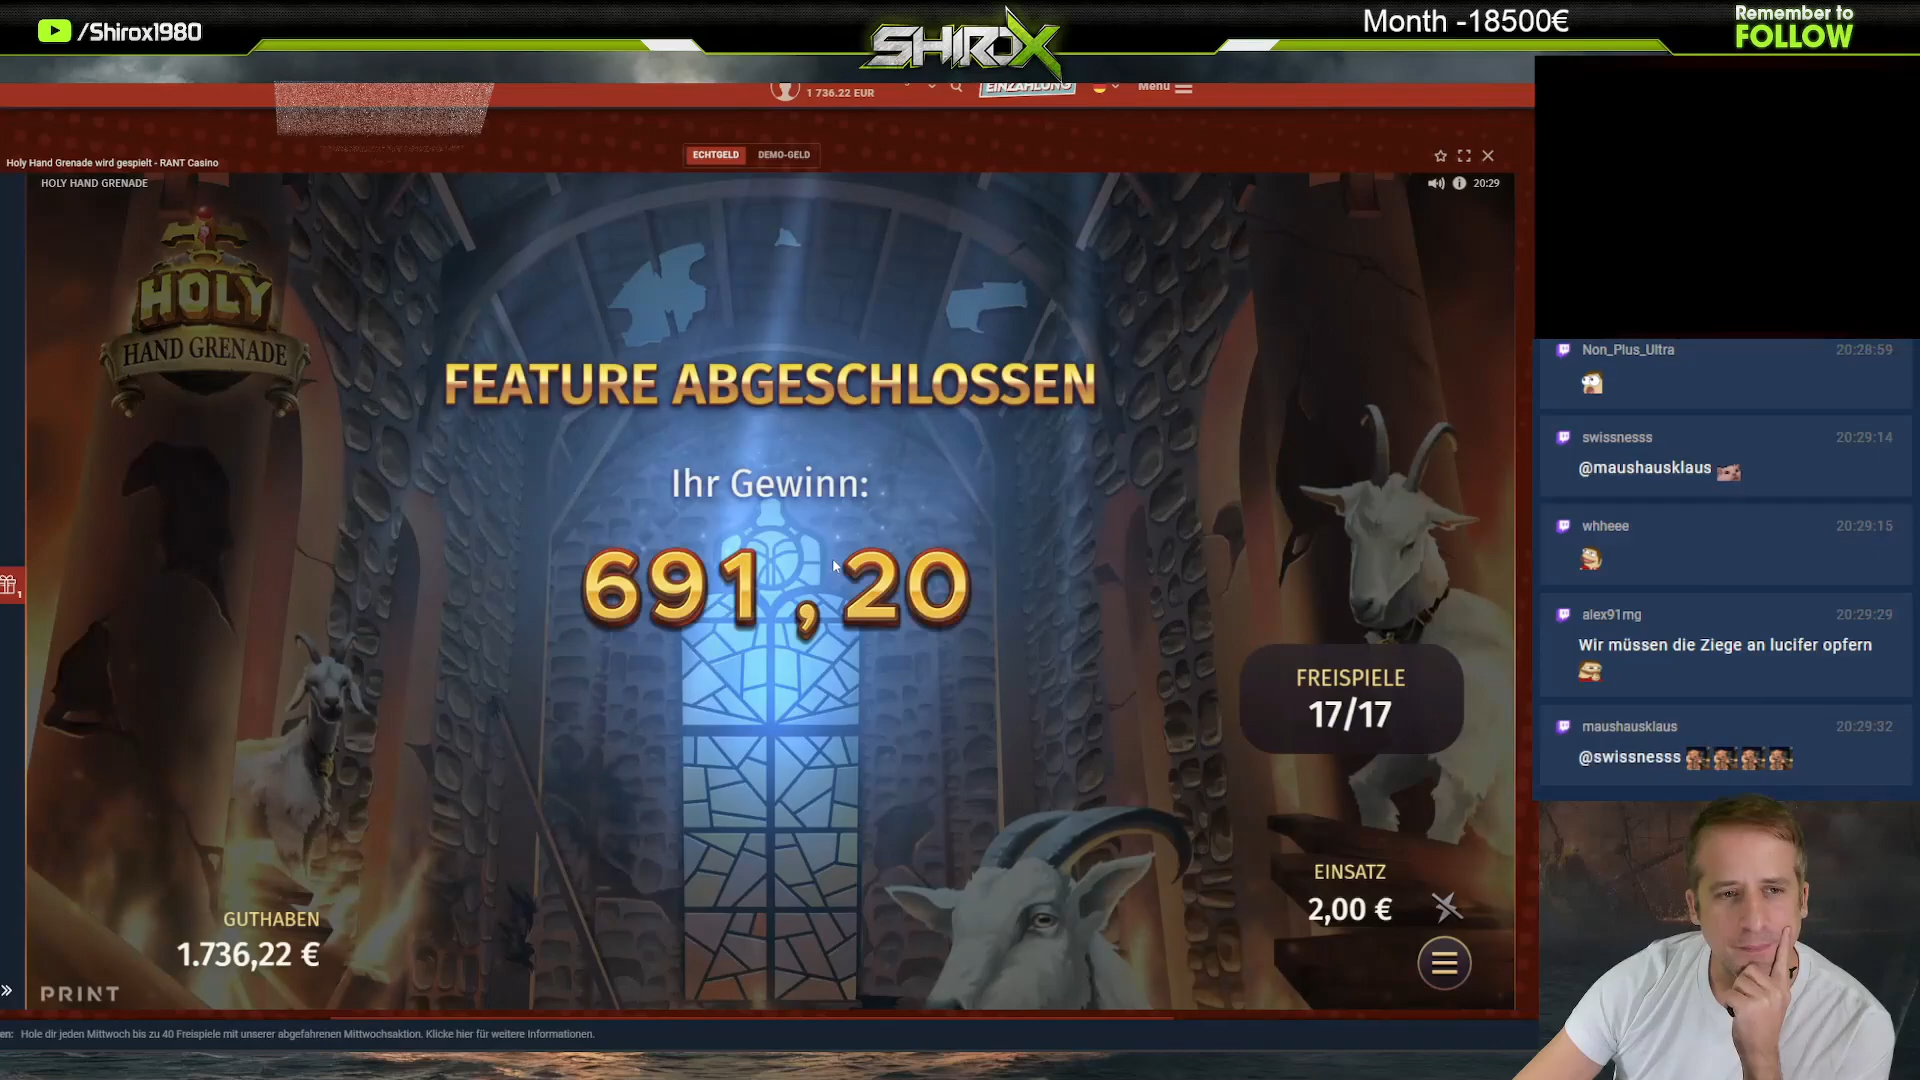 /Shirox1980
SHIROX
Month -18500€
Remember to
FOLLOW
1 736.22 EUR
EINZAHLUNG
Menu
Holy Hand Grenade wird gespielt - RANT Casino
ECHTGELD
DEMO-GELD
HOLY HAND GRENADE
20:29
HOLY
HAND GRENADE
FEATURE ABGESCHLOSSEN
Ihr Gewinn:
691,20
FREISPIELE
17/17
EINSATZ
2,00 €
GUTHABEN
1.736,22 €
PRINT
1
en: Hole dir jeden Mittwoch bis zu 40 Freispiele mit unserer abgefahrenen Mittwochsaktion. Klicke hier für weitere Informationen.
Non_Plus_Ultra 20:28:59
swissnesss 20:29:14
@maushausklaus
whheee 20:29:15
alex91mg 20:29:29
Wir müssen die Ziege an lucifer opfern
maushausklaus 20:29:32
@swissnesss